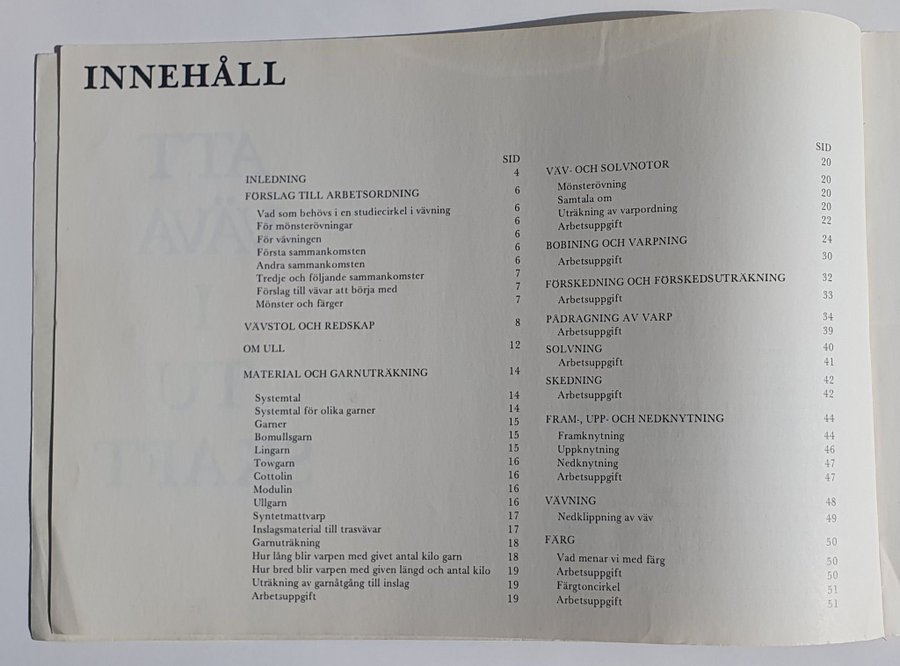 INNEHÅLL
SID
INLEDNING 4
FÖRSLAG TILL ARBETSORDNING 6
Vad som behövs i en studiecirkel i vävning 6
För mönsterövningar 6
För vävningen 6
Första sammankomsten 6
Andra sammankomsten 6
Tredje och följande sammankomster 7
Förslag till vävar att börja med 7
Mönster och färger 7
VÄVSTOL OCH REDSKAP 8
OM ULL 12
MATERIAL OCH GARNUTRÄKNING 14
Systemtal 14
Systemtal för olika garner 14
Garner 15
Bomullsgarn 15
Lingarn 15
Towgarn 16
Cottolin 16
Modulin 16
Ullgarn 16
Syntetmattvarp 17
Inslagsmaterial till trasvävar 17
Garnuträkning 18
Hur lång blir varpen med givet antal kilo garn 18
Hur bred blir varpen med given längd och antal kilo 19
Uträkning av garnåtgång till inslag 19
Arbetsuppgift 19
SID
VÄV- OCH SOLVNOTOR 20
Mönsterövning 20
Samtala om 20
Uträkning av varpordning 20
Arbetsuppgift 22
BOBINING OCH VARPNING 24
Arbetsuppgift 30
FÖRSKEDNING OCH FÖRSKEDSUTRÄKNING 32
Arbetsuppgift 33
PÅDRAGNING AV VARP 34
Arbetsuppgift 39
SOLVNING 40
Arbetsuppgift 41
SKEDNING 42
Arbetsuppgift 42
FRAM-, UPP- OCH NEDKNYTNING 44
Framknytning 44
Uppknytning 46
Nedknytning 47
Arbetsuppgift 47
VÄVNING 48
Nedklippning av väv 49
FÄRG 50
Vad menar vi med färg 50
Arbetsuppgift 50
Färgtoncirkel 51
Arbetsuppgift 51